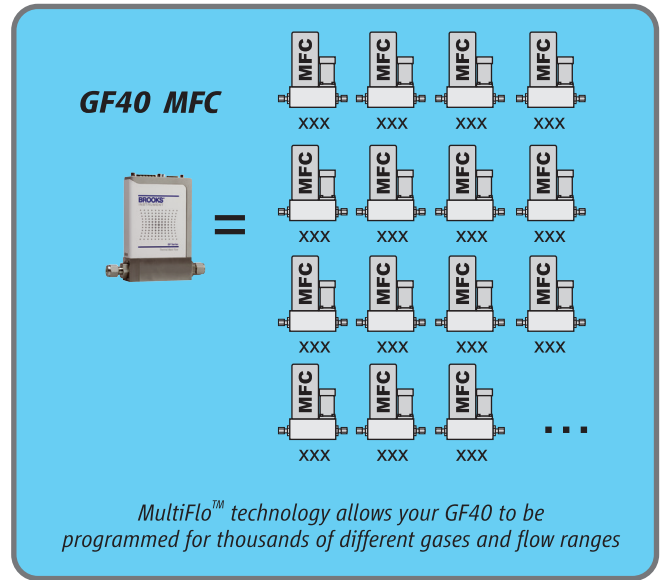 GF40 MFC
MFC MFC MFC MFC
xxx xxx xxx xxx
BROOKS
=
MFC MFC MFC MFC
xxx xxx xxx xxx
MFC MFC MFC MFC
xxx xxx xxx xxx
MFC MFC MFC ...
xxx xxx xxx
MultiFlo™ technology allows your GF40 to be
programmed for thousands of different gases and flow ranges